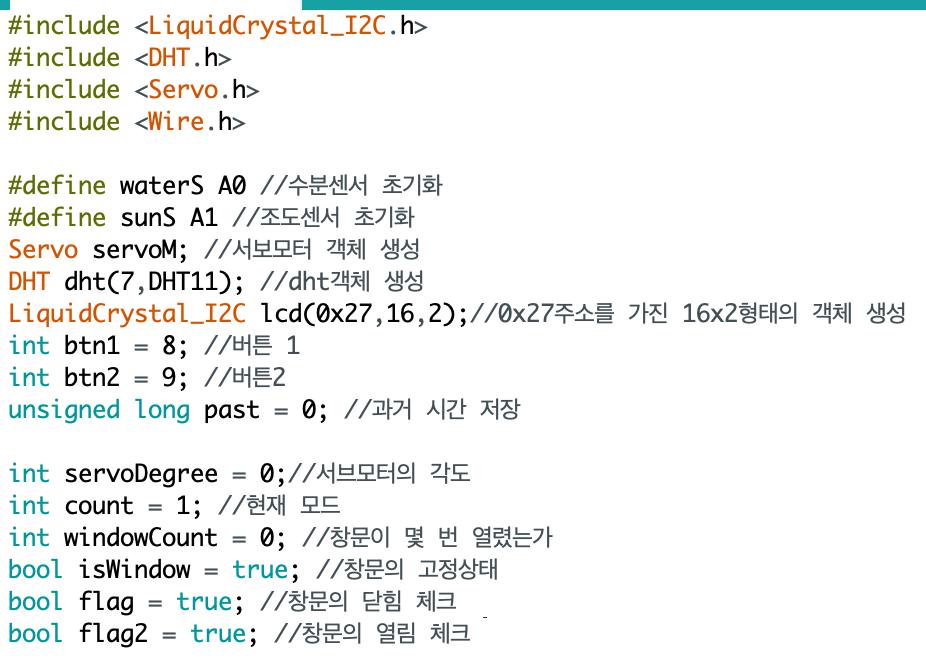 #include <LiquidCrystal_I2C.h>
#include <DHT.h>
#include <Servo.h>
#include <Wire.h>
#define waterS A0 //수분센서 초기화
#define sunS A1 //조도센서 초기화
Servo servoM; //서보모터 객체 생성
DHT dht(7,DHT11); //dht객체 생성
LiquidCrystal_I2C lcd(0x27,16,2);//0x27주소를 가진 16x2형태의 객체 생성
int btn1 = 8; //버튼 1
int btn2 = 9; //버튼2
unsigned long past = 0; //과거 시간 저장
int servoDegree = 0;//서브모터의 각도
int count = 1; //현재 모드
int windowCount = 0; //창문이 몇 번 열렸는가
bool isWindow = true; //창문의 고정상태
bool flag = true; //창문의 닫힘 체크
bool flag2 = true; //창문의 열림 체크